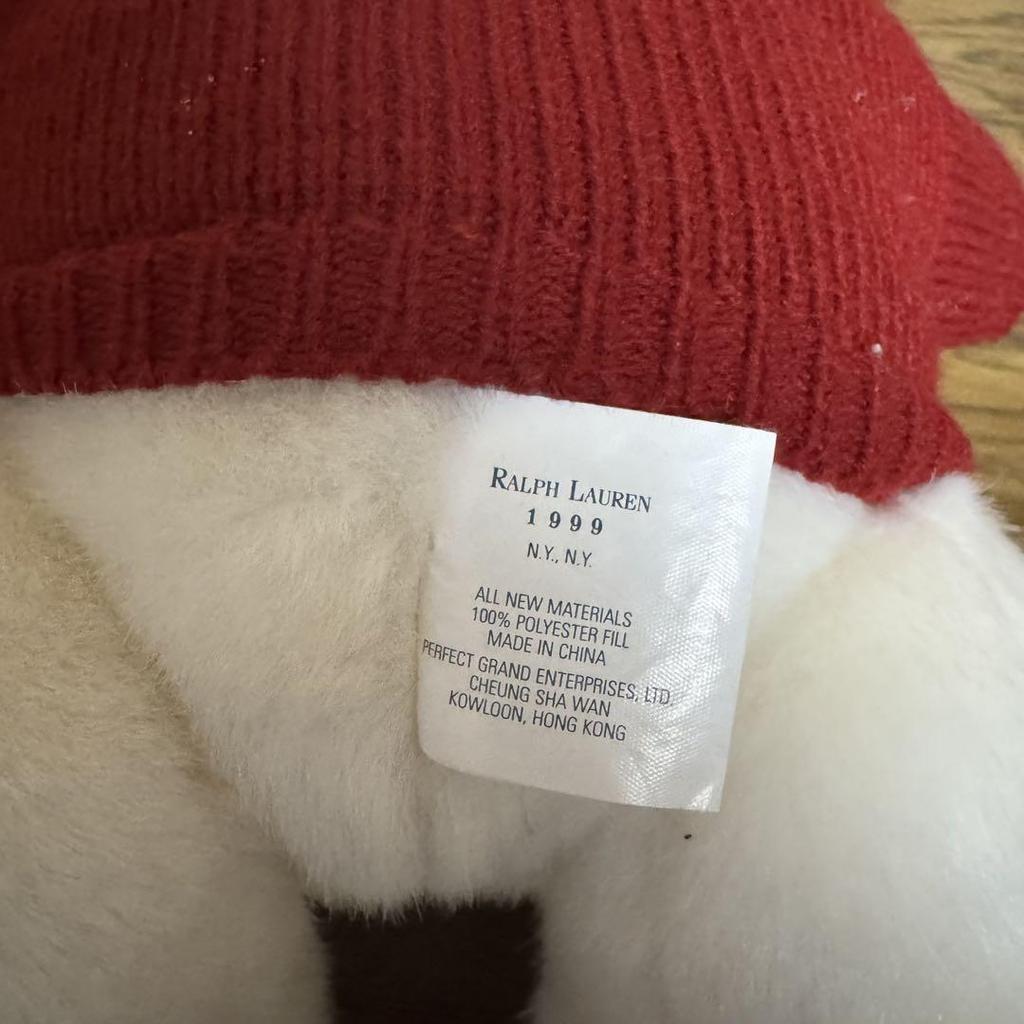 RALPH LAUREN
1999
N.Y., N.Y.
ALL NEW MATERIALS
100% POLYESTER FILL
MADE IN CHINA
PERFECT GRAND ENTERPRISES, LTD.
CHEUNG SHA WAN
KOWLOON, HONG KONG